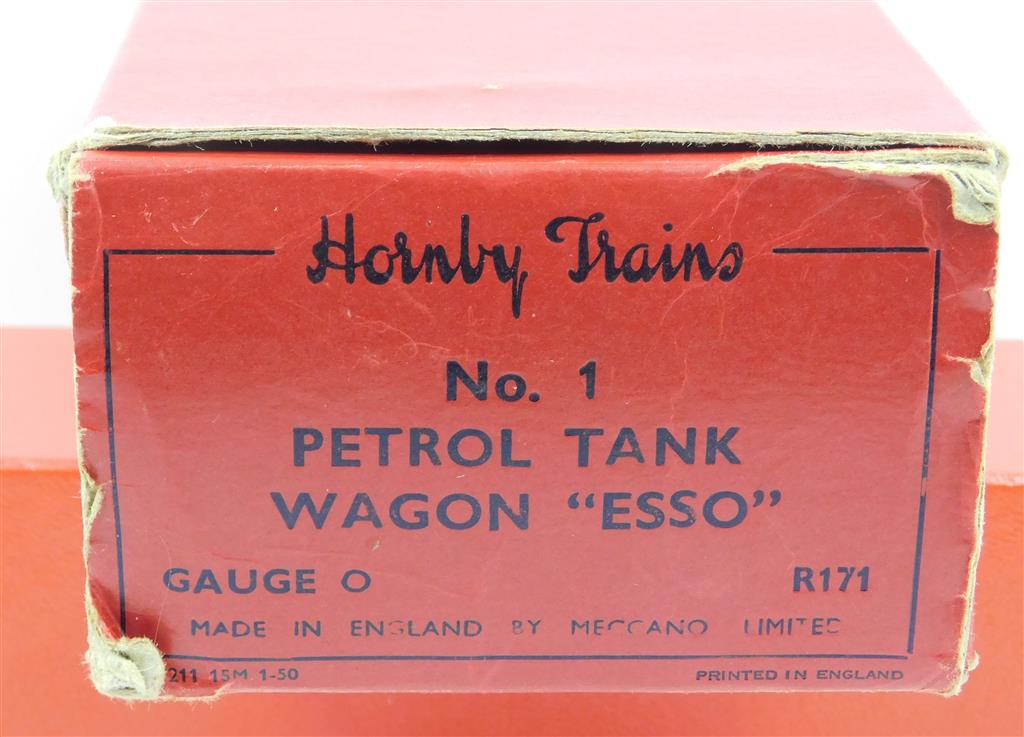 Hornby Trains
No. 1
PETROL TANK
WAGON “ESSO”
GAUGE O R171
MADE IN ENGLAND BY MECCANO LIMITED
211 15M 1-50 PRINTED IN ENGLAND